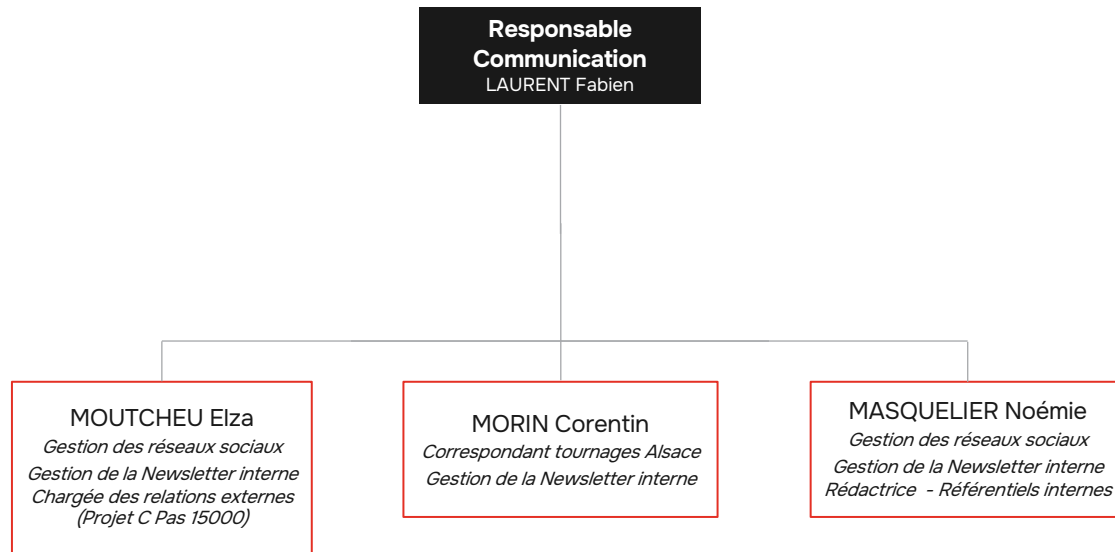 Responsable
Communication
LAURENT Fabien
MOUTCHEU Elza
Gestion des réseaux sociaux
Gestion de la Newsletter interne
Chargée des relations externes
(Projet C Pas 15000)
MORIN Corentin
Correspondant tournages Alsace
Gestion de la Newsletter interne
MASQUELIER Noémie
Gestion des réseaux sociaux
Gestion de la Newsletter interne
Rédactrice - Référentiels internes